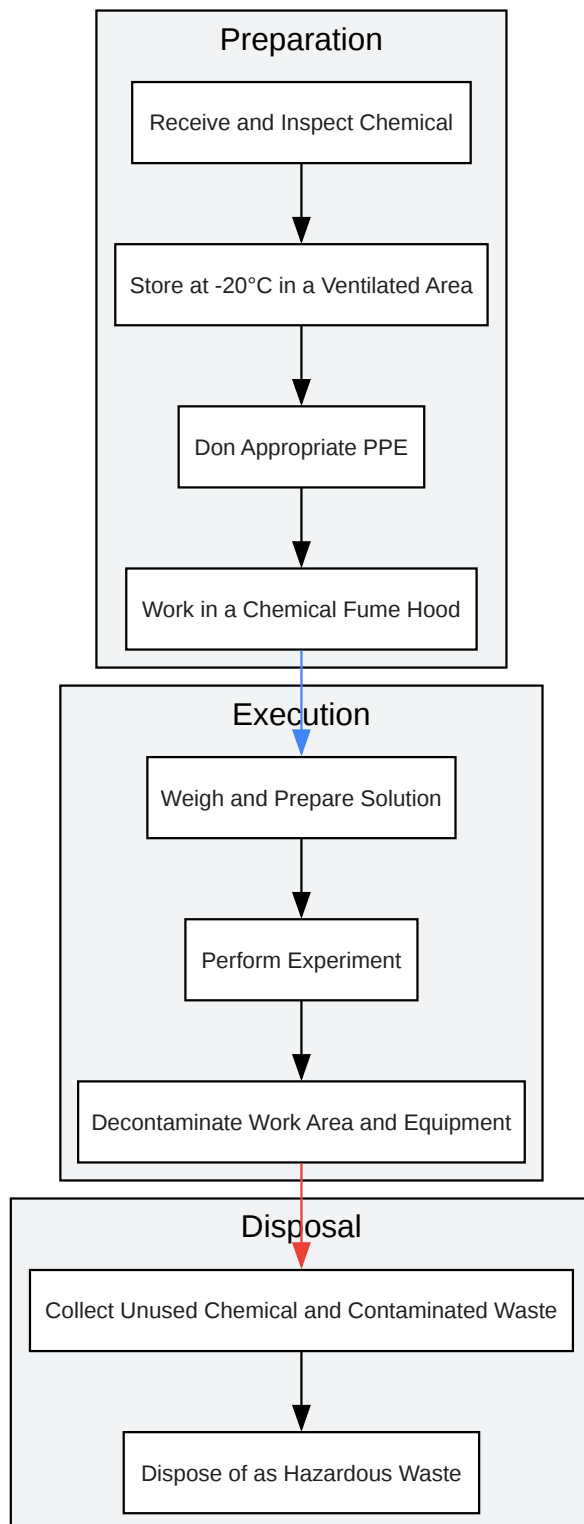 Preparation
Receive and Inspect Chemical
Store at -20°C in a Ventilated Area
Don Appropriate PPE
Work in a Chemical Fume Hood
Execution
Weigh and Prepare Solution
Perform Experiment
Decontaminate Work Area and Equipment
Disposal
Collect Unused Chemical and Contaminated Waste
Dispose of as Hazardous Waste